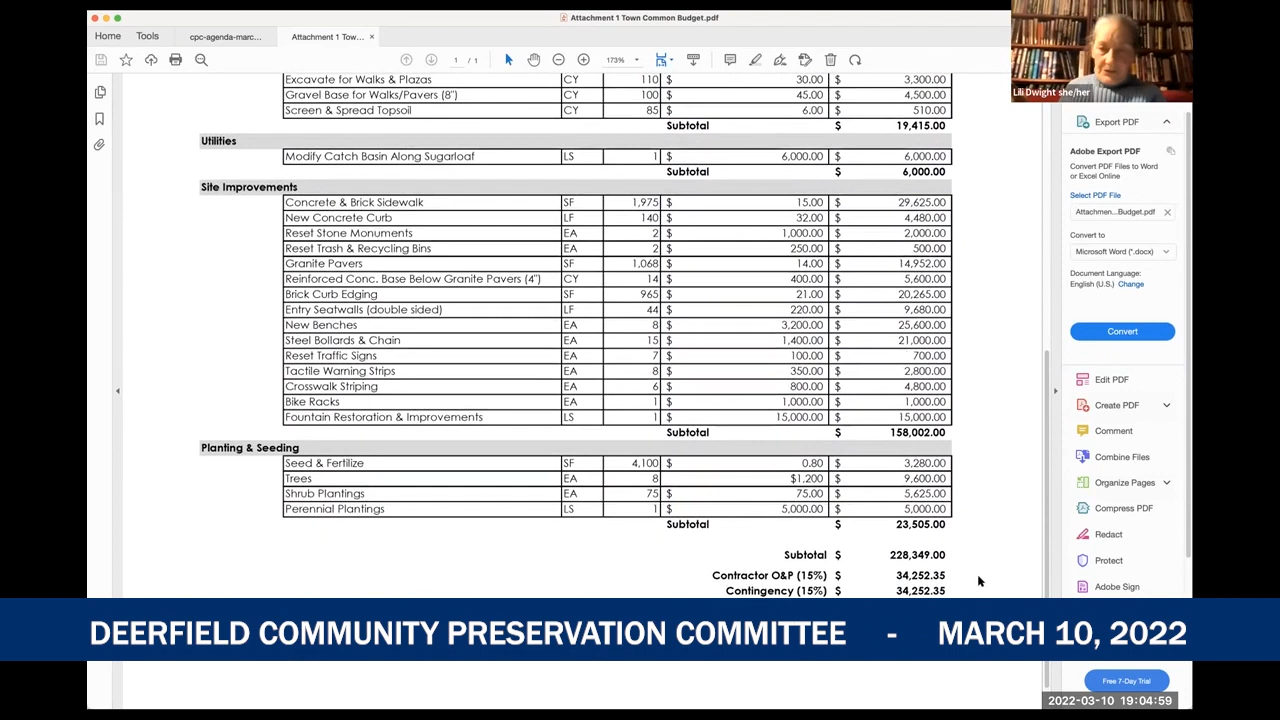 Attachment 1 Town Common Budget.pdf
Home Tools cpc-agenda-marc... Attachment 1 Tow... ×
1 / 1 173%
Lili Dwight she/her
Excavate for Walks & Plazas CY 110 $ 30.00 $ 3,300.00
Gravel Base for Walks/Pavers (8") CY 100 $ 45.00 $ 4,500.00
Screen & Spread Topsoil CY 85 $ 6.00 $ 510.00
Subtotal $ 19,415.00
Utilities
Modify Catch Basin Along Sugarloaf LS 1 $ 6,000.00 $ 6,000.00
Subtotal $ 6,000.00
Site Improvements
Concrete & Brick Sidewalk SF 1,975 $ 15.00 $ 29,625.00
New Concrete Curb LF 140 $ 32.00 $ 4,480.00
Reset Stone Monuments EA 2 $ 1,000.00 $ 2,000.00
Reset Trash & Recycling Bins EA 2 $ 250.00 $ 500.00
Granite Pavers SF 1,068 $ 14.00 $ 14,952.00
Reinforced Conc. Base Below Granite Pavers (4") CY 14 $ 400.00 $ 5,600.00
Brick Curb Edging SF 965 $ 21.00 $ 20,265.00
Entry Seatwalls (double sided) LF 44 $ 220.00 $ 9,680.00
New Benches EA 8 $ 3,200.00 $ 25,600.00
Steel Bollards & Chain EA 15 $ 1,400.00 $ 21,000.00
Reset Traffic Signs EA 7 $ 100.00 $ 700.00
Tactile Warning Strips EA 8 $ 350.00 $ 2,800.00
Crosswalk Striping EA 6 $ 800.00 $ 4,800.00
Bike Racks EA 1 $ 1,000.00 $ 1,000.00
Fountain Restoration & Improvements LS 1 $ 15,000.00 $ 15,000.00
Subtotal $ 158,002.00
Planting & Seeding
Seed & Fertilize SF 4,100 $ 0.80 $ 3,280.00
Trees EA 8 $1,200 $ 9,600.00
Shrub Plantings EA 75 $ 75.00 $ 5,625.00
Perennial Plantings LS 1 $ 5,000.00 $ 5,000.00
Subtotal $ 23,505.00
Subtotal $ 228,349.00
Contractor O&P (15%) $ 34,252.35
Contingency (15%) $ 34,252.35
Export PDF
Adobe Export PDF
Convert PDF Files to Word
or Excel Online
Select PDF File
Attachmen...Budget.pdf ×
Convert to
Microsoft Word (*.docx)
Document Language:
English (U.S.) Change
Convert
Edit PDF
Create PDF
Comment
Combine Files
Organize Pages
Compress PDF
Redact
Protect
Adobe Sign
DEERFIELD COMMUNITY PRESERVATION COMMITTEE - MARCH 10, 2022
Free 7-Day Trial
2022-03-10 19:04:59